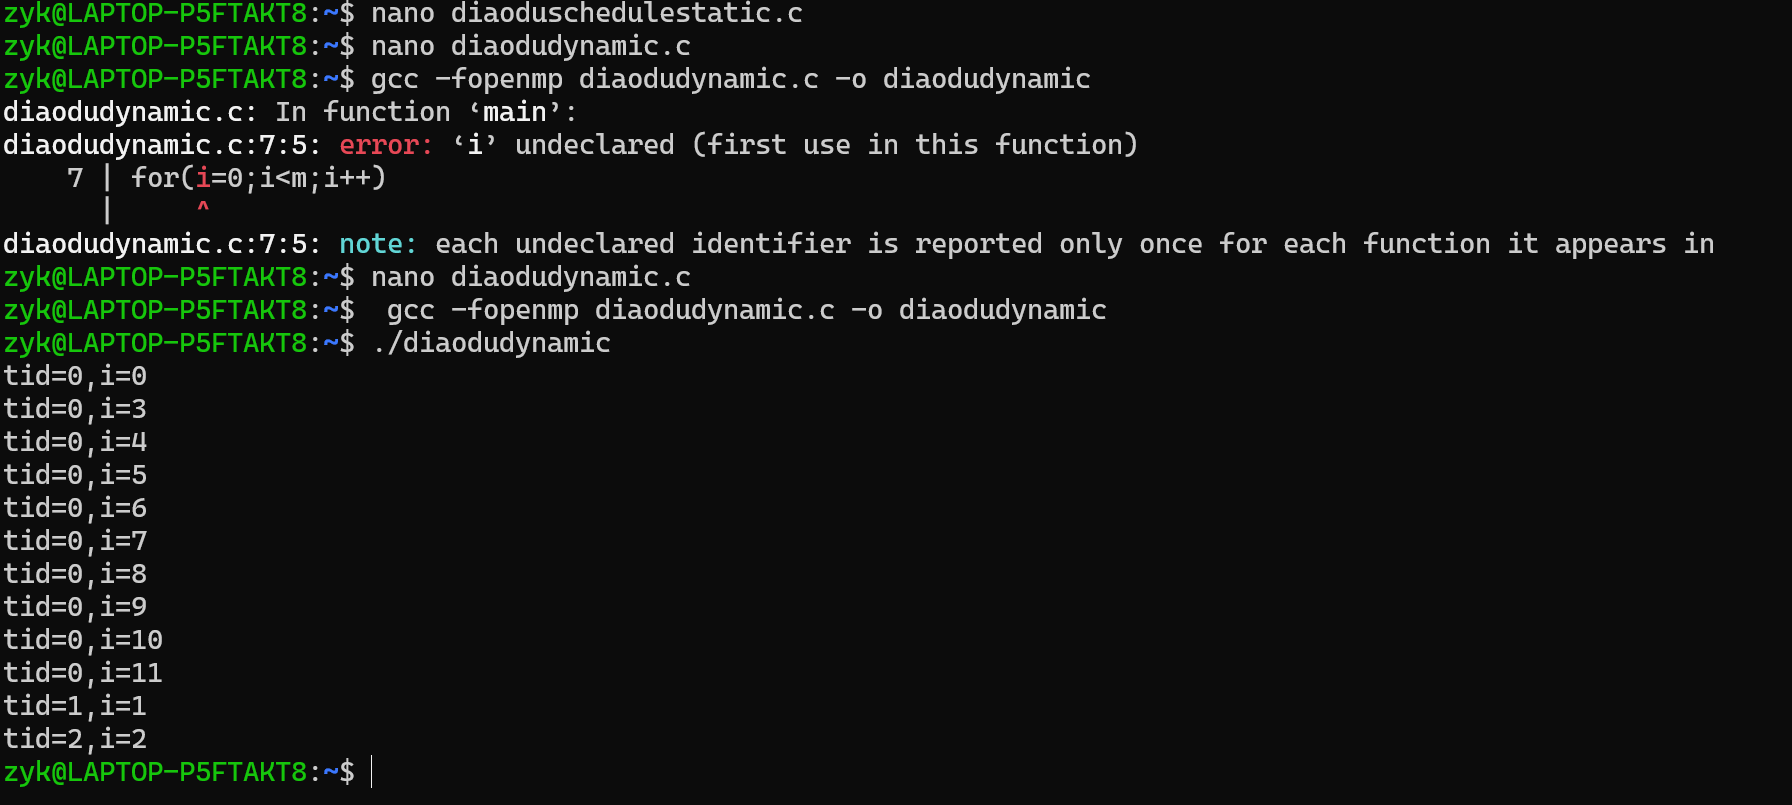 zyk@LAPTOP-P5FTAKT8:~$ nano diaoduschedulestatic.c
zyk@LAPTOP-P5FTAKT8:~$ nano diaodudynamic.c
zyk@LAPTOP-P5FTAKT8:~$ gcc -fopenmp diaodudynamic.c -o diaodudynamic
diaodudynamic.c: In function ‘main’:
diaodudynamic.c:7:5: error: ‘i’ undeclared (first use in this function)
    7 | for(i=0;i<m;i++)
      |     ^
diaodudynamic.c:7:5: note: each undeclared identifier is reported only once for each function it appears in
zyk@LAPTOP-P5FTAKT8:~$ nano diaodudynamic.c
zyk@LAPTOP-P5FTAKT8:~$  gcc -fopenmp diaodudynamic.c -o diaodudynamic
zyk@LAPTOP-P5FTAKT8:~$ ./diaodudynamic
tid=0,i=0
tid=0,i=3
tid=0,i=4
tid=0,i=5
tid=0,i=6
tid=0,i=7
tid=0,i=8
tid=0,i=9
tid=0,i=10
tid=0,i=11
tid=1,i=1
tid=2,i=2
zyk@LAPTOP-P5FTAKT8:~$